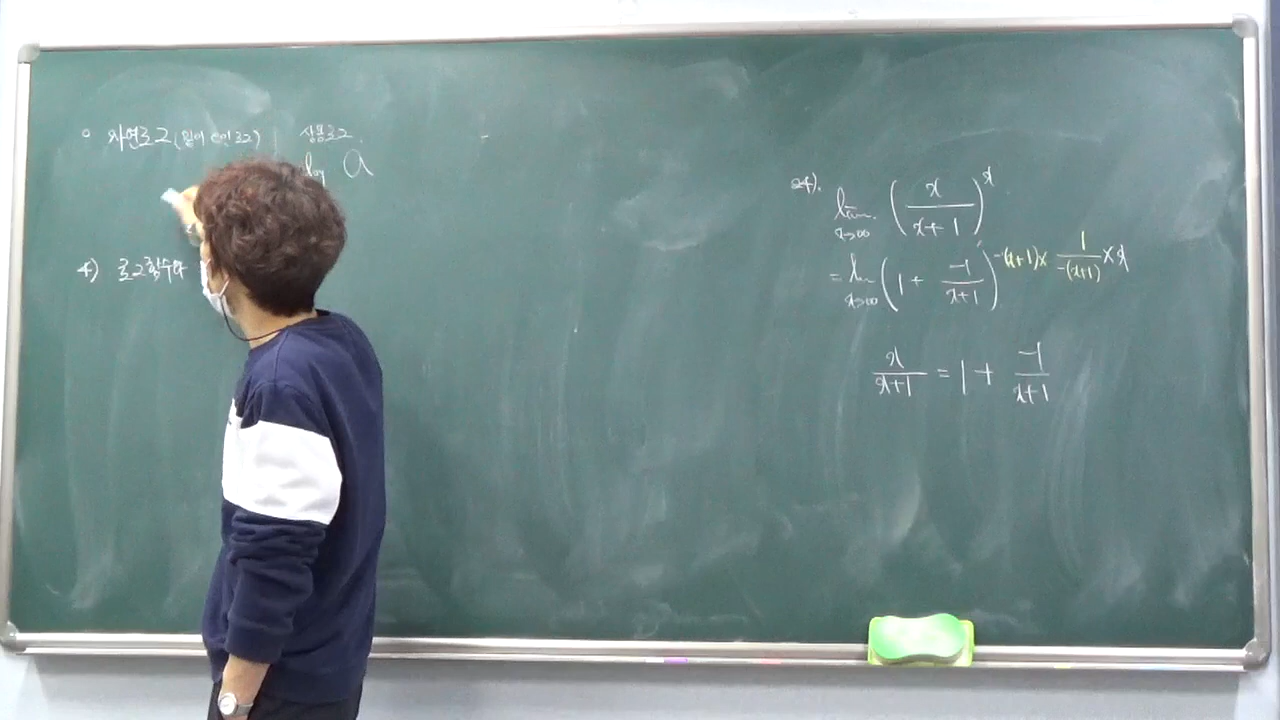 ○ 자연로그 (밑이 e인 로그) | 상용로그.
log a
4) 로그함수와
24). lim x→∞ (x/(x+1))^x
= lim x→∞ (1 + (-1)/(x+1))^(-(x+1) × 1/(-(x+1)) × x)
x/(x+1) = 1 + (-1)/(x+1)